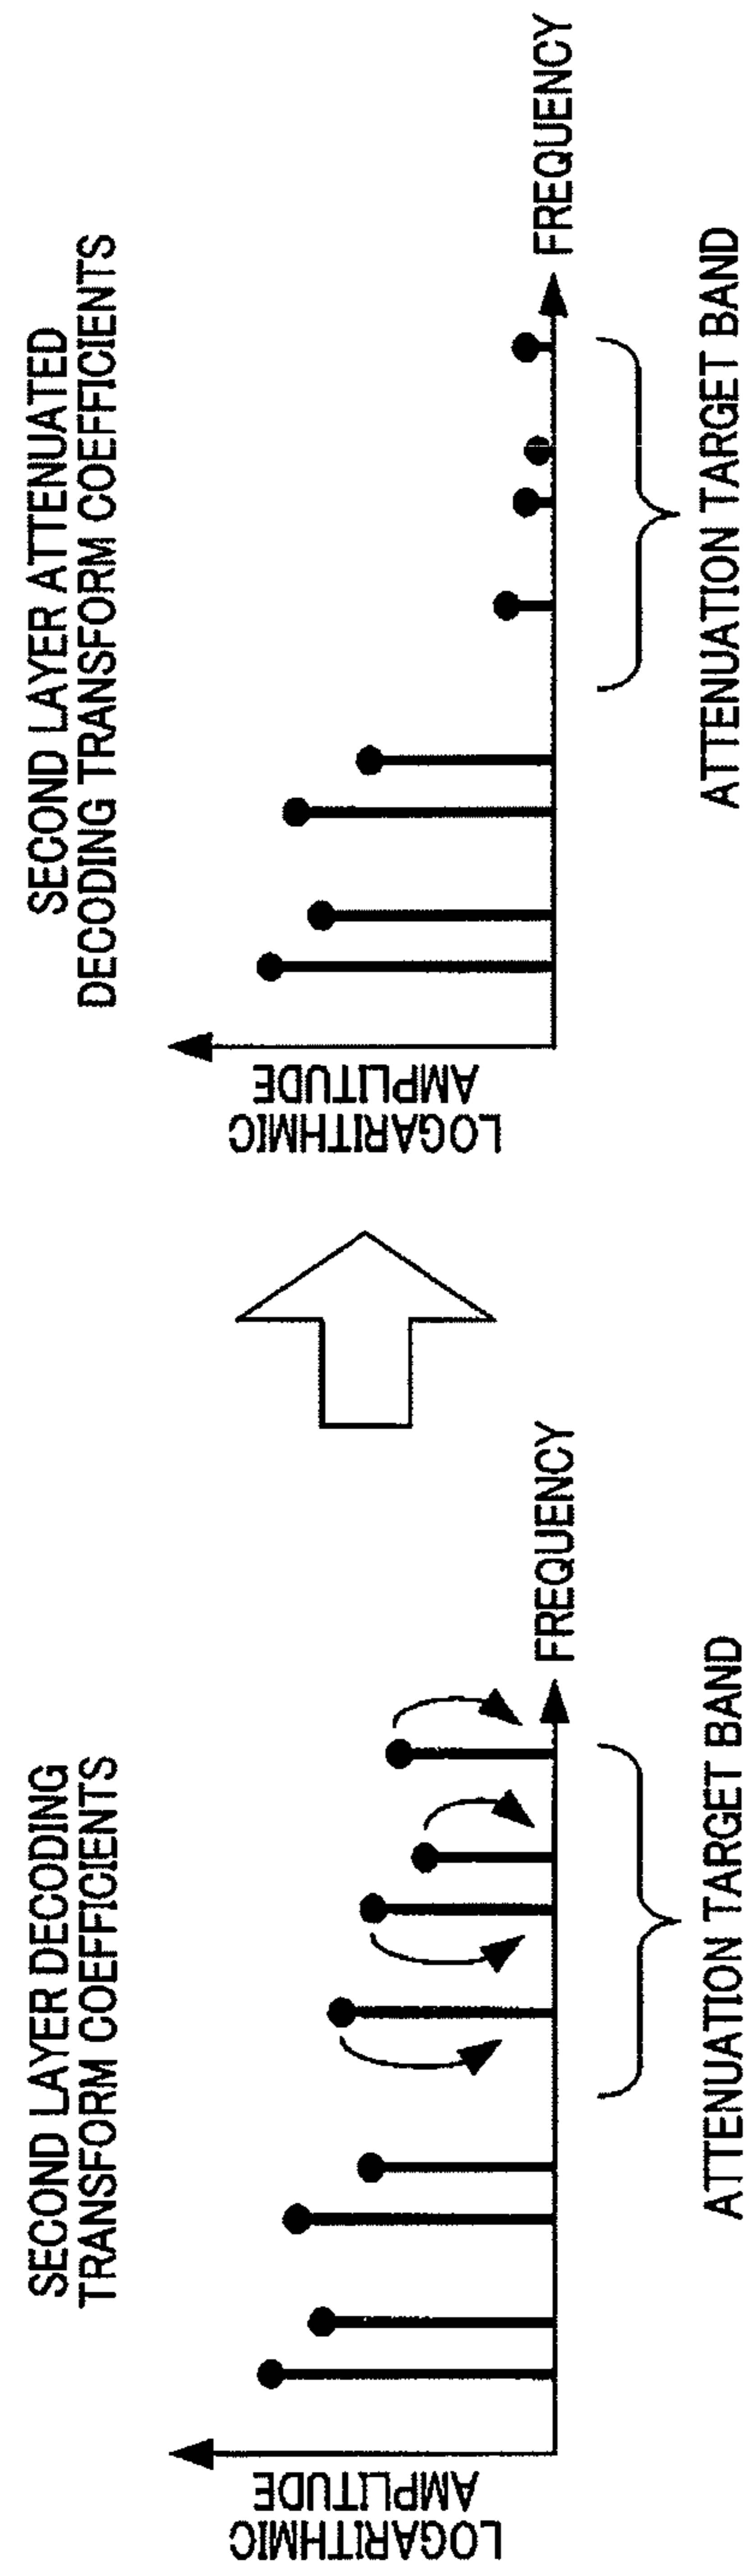 SECOND LAYER DECODING
TRANSFORM COEFFICIENTS
LOGARITHMIC
AMPLITUDE
FREQUENCY
ATTENUATION TARGET BAND
SECOND LAYER ATTENUATED
DECODING TRANSFORM COEFFICIENTS
LOGARITHMIC
AMPLITUDE
FREQUENCY
ATTENUATION TARGET BAND